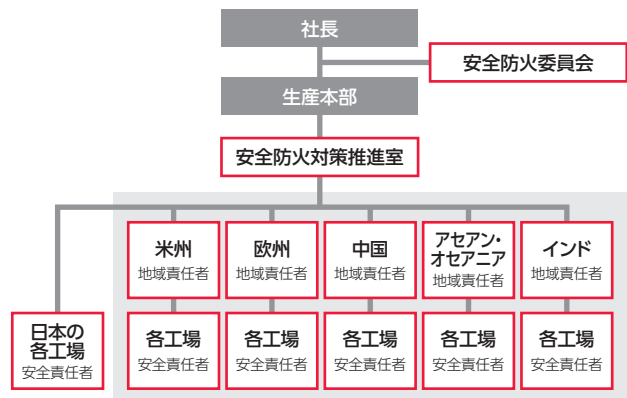 社長
安全防火委員会
生産本部
安全防火対策推進室
米州
地域責任者
欧州
地域責任者
中国
地域責任者
アセアン・
オセアニア
地域責任者
インド
地域責任者
日本の
各工場
安全責任者
各工場
安全責任者
各工場
安全責任者
各工場
安全責任者
各工場
安全責任者
各工場
安全責任者